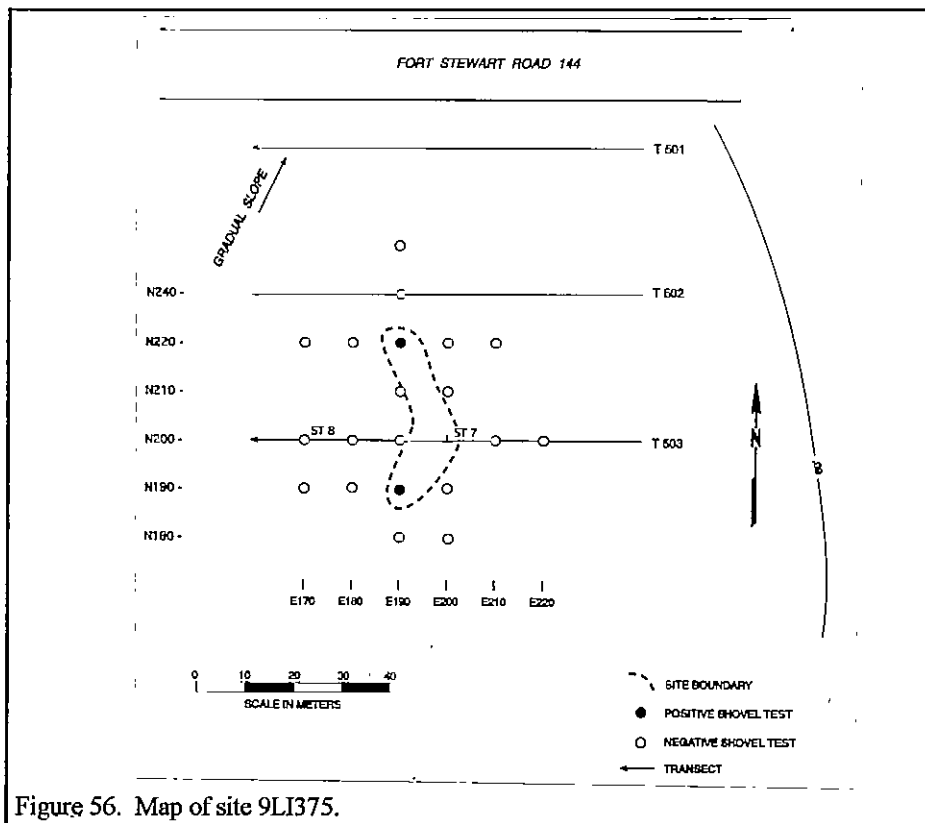 FORT STEWART ROAD 144
T 501
GRADUAL SLOPE
N240 -
T 502
N220 -
N210 -
ST 8
ST 7
N200 -
T 503
N
N190 -
N180 -
E170 E180 E190 E200 E210 E220
0 10 20 30 40
SCALE IN METERS
SITE BOUNDARY
POSITIVE SHOVEL TEST
NEGATIVE SHOVEL TEST
TRANSECT
Figure 56. Map of site 9LI375.